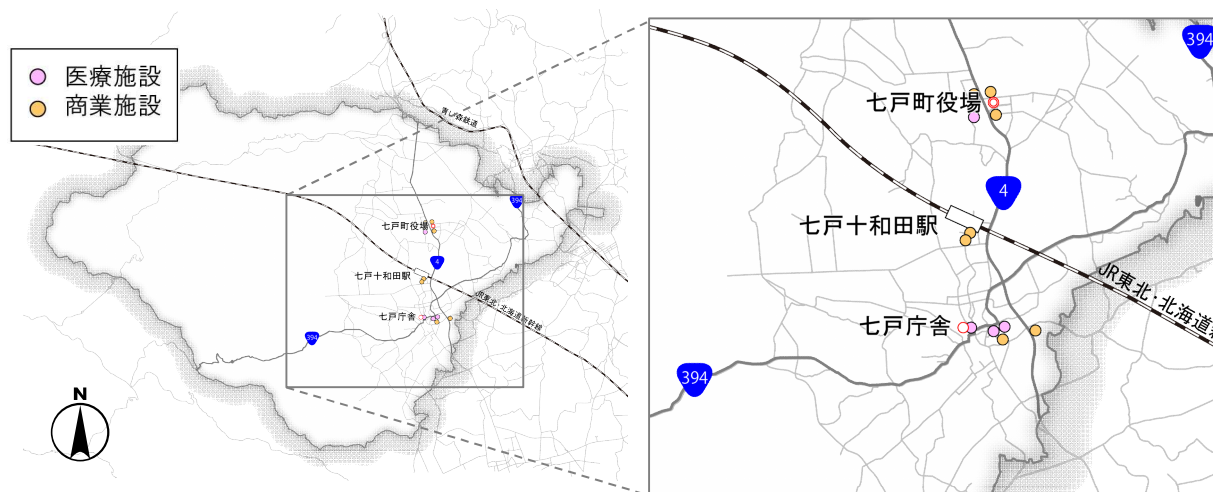 医療施設
商業施設
青い森鉄道
394
七戸町役場
4
七戸十和田駅
JR東北・北海道新幹線
七戸庁舎
394
N
394
七戸町役場
4
七戸十和田駅
JR東北・北海道新
七戸庁舎
394